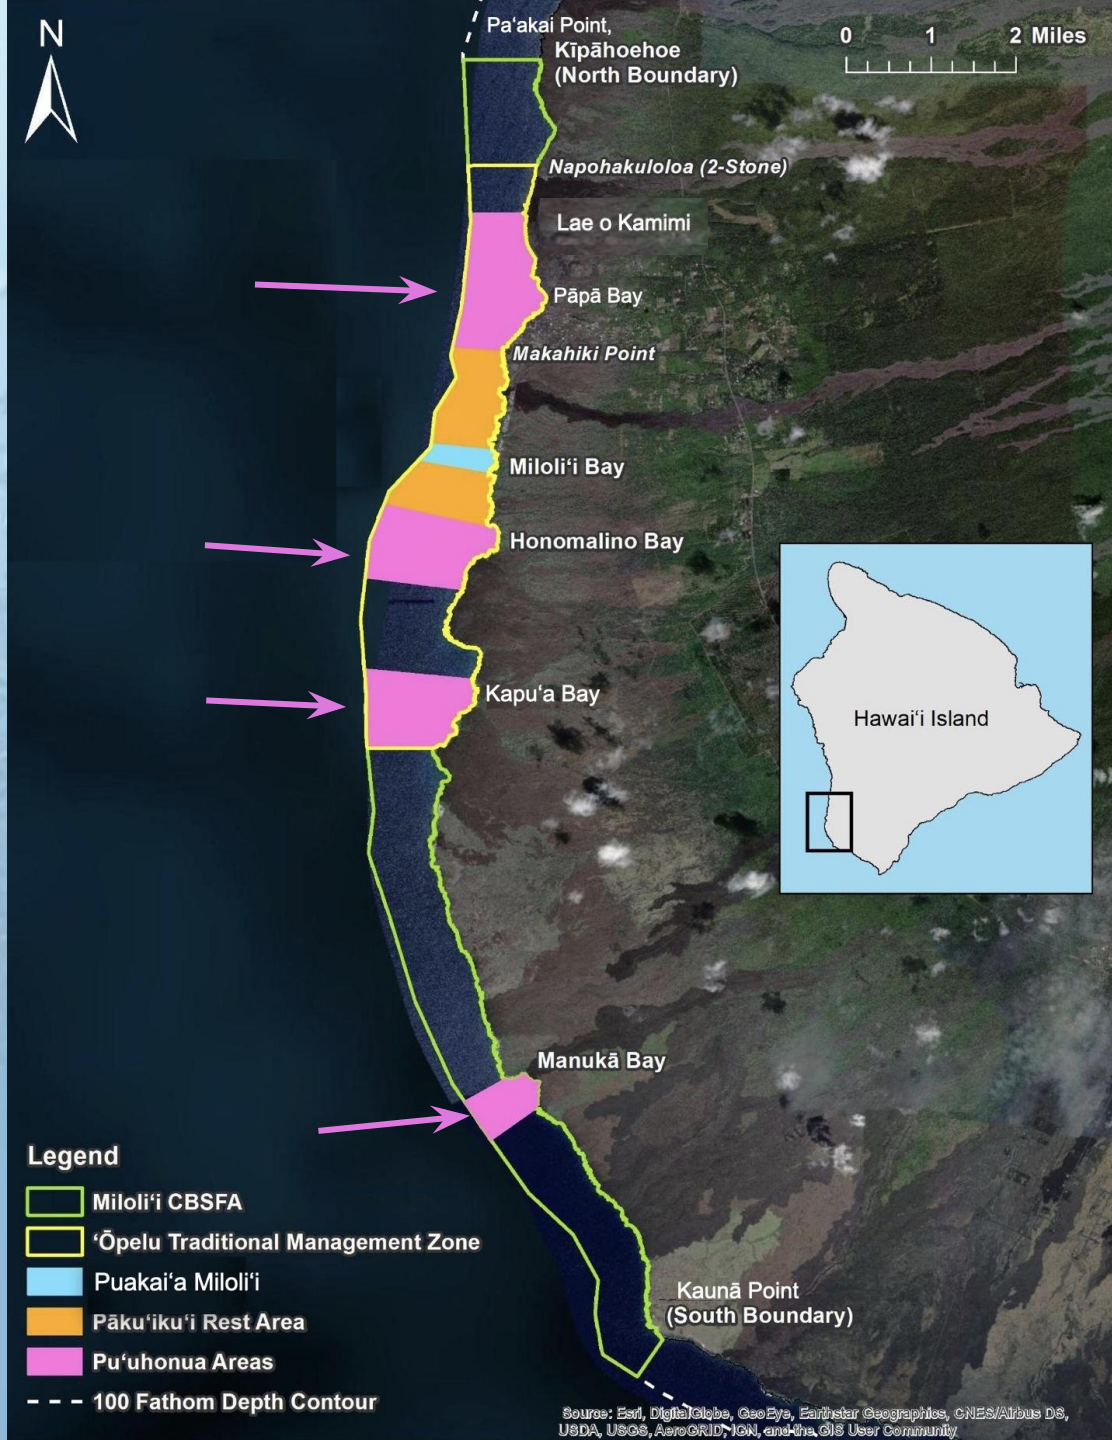 N
Pa‘akai Point,
Kīpāhoehoe
(North Boundary)
0 1 2 Miles
Napohakuloloa (2-Stone)
Lae o Kamimi
Pāpā Bay
Makahiki Point
Miloli‘i Bay
Honomalino Bay
Kapu‘a Bay
Hawai‘i Island
Manukā Bay
Legend
Miloli‘i CBSFA
‘Ōpelu Traditional Management Zone
Puakai‘a Miloli‘i
Pāku‘iku‘i Rest Area
Pu‘uhonua Areas
100 Fathom Depth Contour
Kaunā Point
(South Boundary)
Source: Esri, DigitalGlobe, GeoEye, Earthstar Geographics, CNES/Airbus DS,
USDA, USGS, AeroGRID, IGN, and the GIS User Community